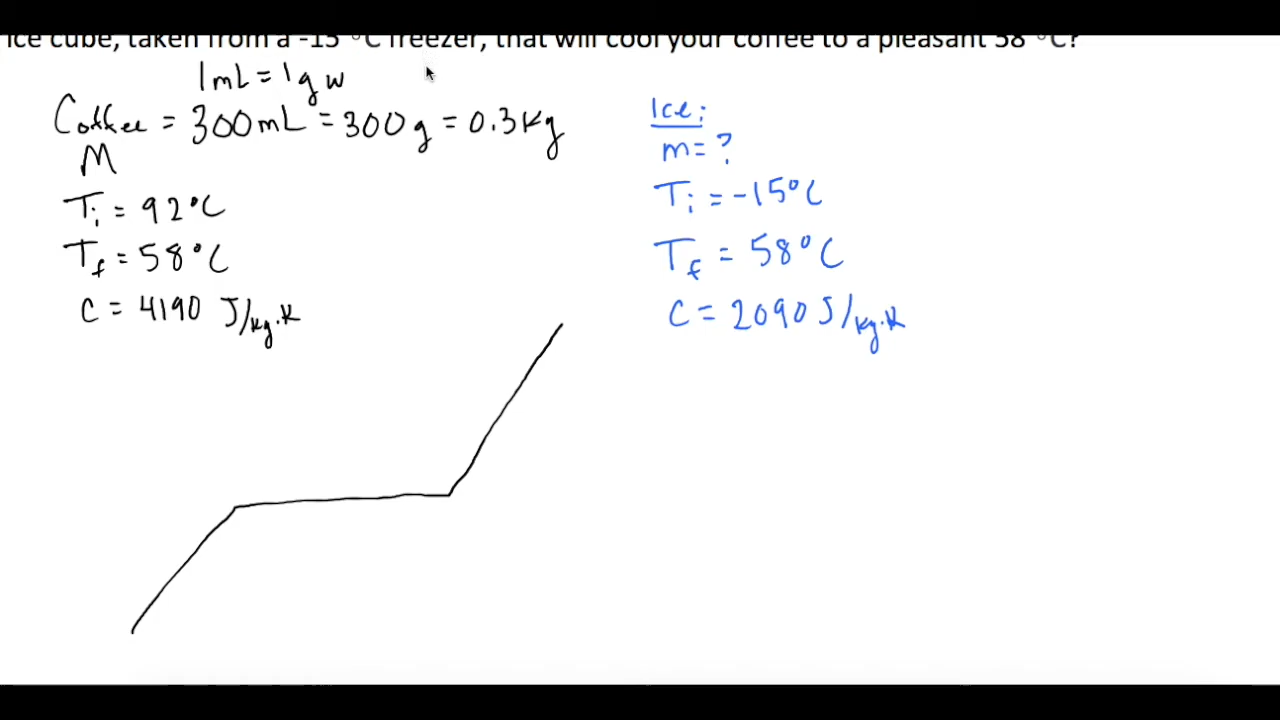 ice cube, taken from a -15 °C freezer, that will cool your coffee to a pleasant 58 °C?
1mL = 1g w
Coffee = 300mL = 300g = 0.3kg
M
Ti = 92°C
Tf = 58°C
C = 4190 J/kg·K
Ice:
m = ?
Ti = -15°C
Tf = 58°C
C = 2090 J/kg·K